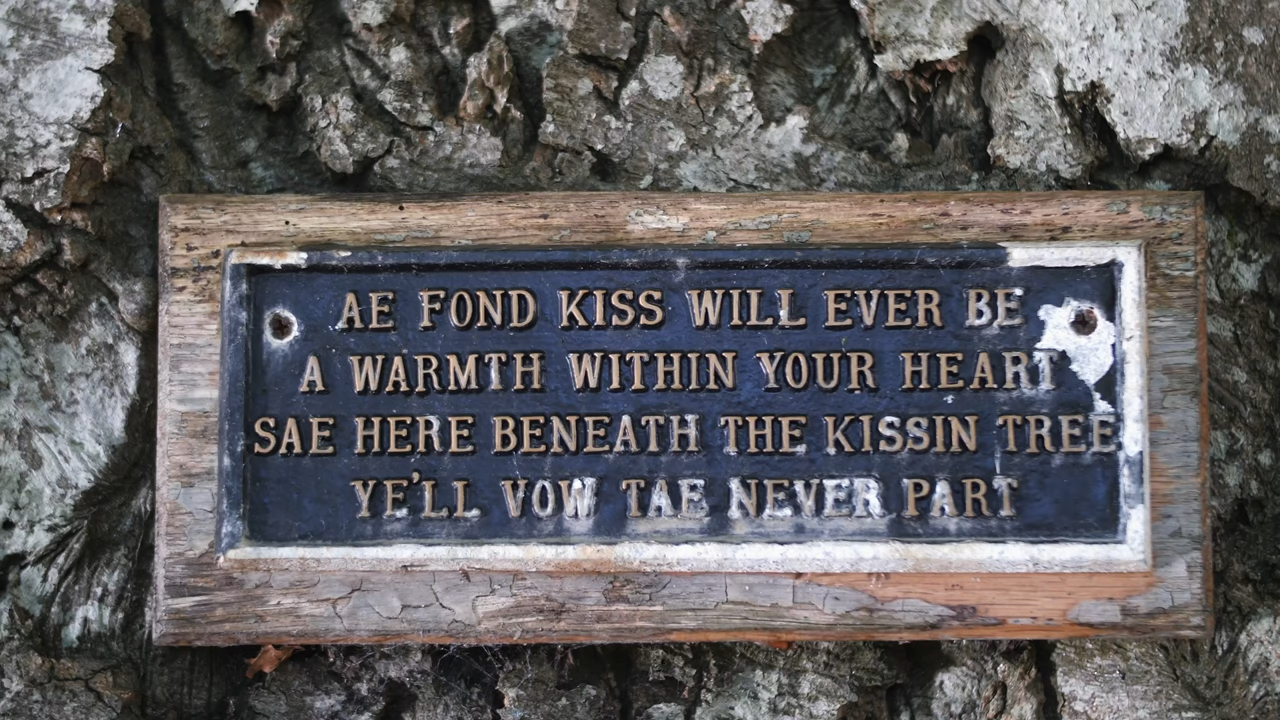 AE FOND KISS WILL EVER BE
A WARMTH WITHIN YOUR HEART
SAE HERE BENEATH THE KISSIN TREE
YE'LL VOW TAE NEVER PART